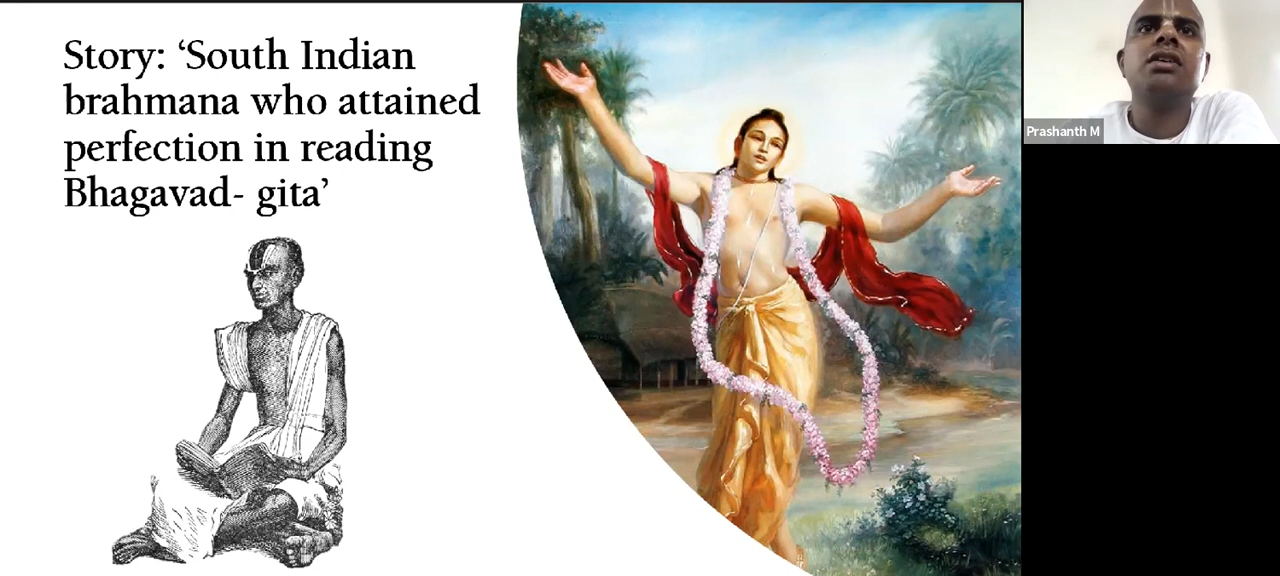 Story: ‘South Indian
brahmana who attained
perfection in reading
Bhagavad- gita’
Prashanth M